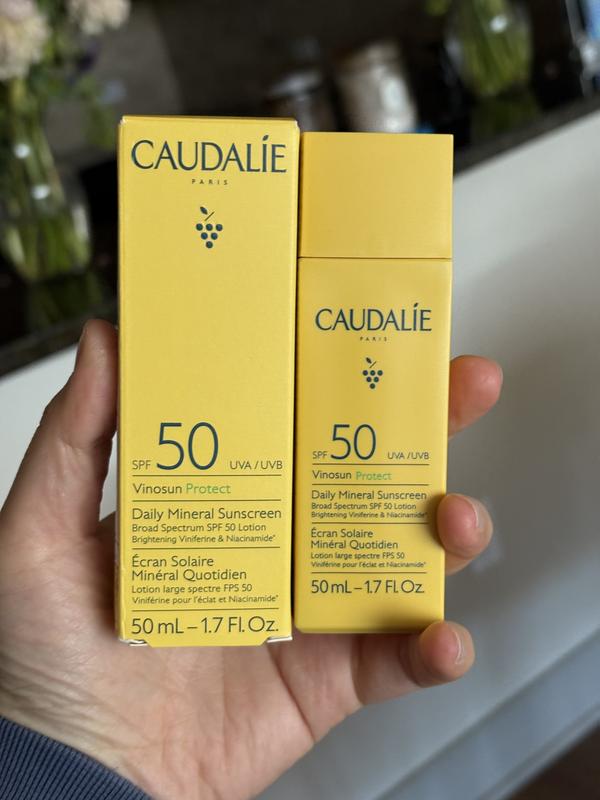 CAUDALÍE
PARIS
SPF 50 UVA / UVB
Vinosun Protect
Daily Mineral Sunscreen
Broad Spectrum SPF 50 Lotion
Brightening Viniferine & Niacinamide*
Écran Solaire
Minéral Quotidien
Lotion large spectre FPS 50
Viniférine pour l'éclat et Niacinamide*
50 mL – 1.7 Fl. Oz.
CAUDALÍE
PARIS
SPF 50 UVA / UVB
Vinosun Protect
Daily Mineral Sunscreen
Broad Spectrum SPF 50 Lotion
Brightening Viniferine & Niacinamide*
Écran Solaire
Minéral Quotidien
Lotion large spectre FPS 50
Viniférine pour l'éclat et Niacinamide*
50 mL – 1.7 Fl. Oz.